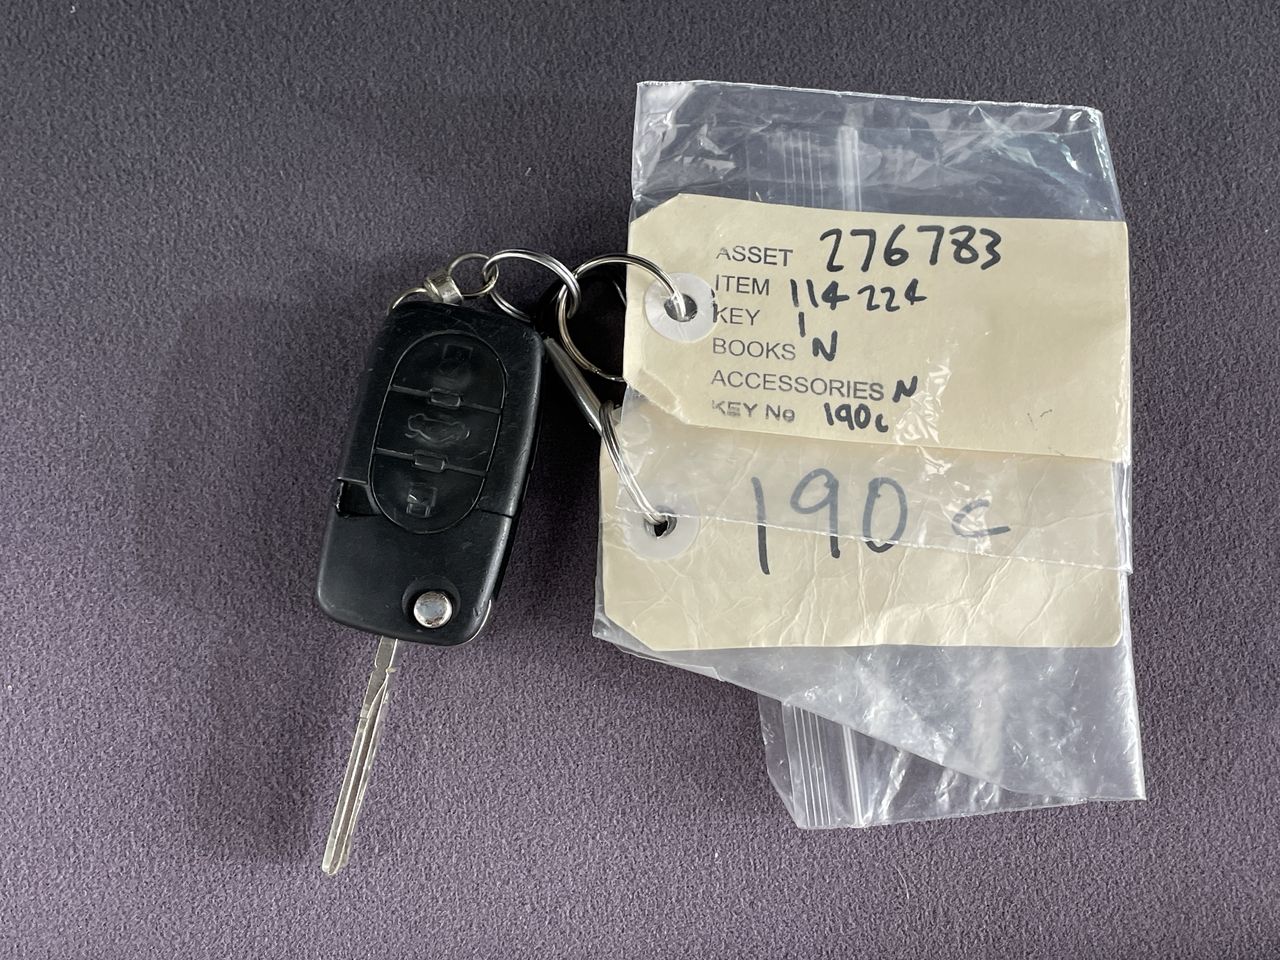 ASSET 276783
ITEM 114224
KEY 1
BOOKS N
ACCESSORIES N
KEY No 190c
190c